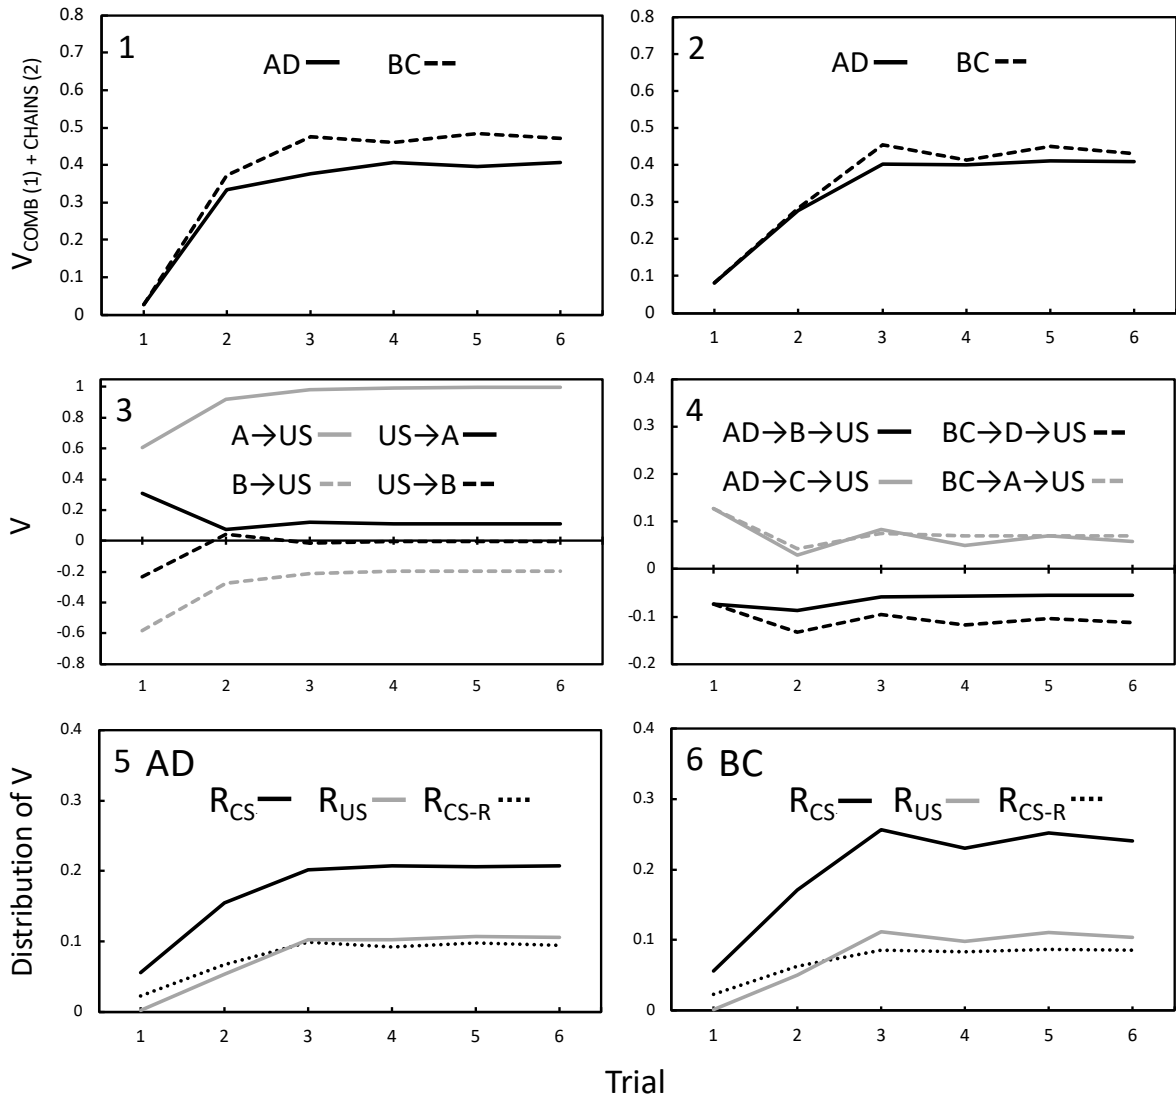 V_COMB (1) + CHAINS (2)
1
AD BC
0.8
0.7
0.6
0.5
0.4
0.3
0.2
0.1
0
1 2 3 4 5 6
2
AD BC
0.8
0.7
0.6
0.5
0.4
0.3
0.2
0.1
0
1 2 3 4 5 6
V
3
A→US US→A
B→US US→B
1
0.8
0.6
0.4
0.2
0
-0.2
-0.4
-0.6
-0.8
1 2 3 4 5 6
4
AD→B→US BC→D→US
AD→C→US BC→A→US
0.4
0.3
0.2
0.1
0
-0.1
-0.2
1 2 3 4 5 6
Distribution of V
5 AD
R_CS R_US R_CS-R
0.4
0.3
0.2
0.1
0
1 2 3 4 5 6
6 BC
R_CS R_US R_CS-R
0.4
0.3
0.2
0.1
0
1 2 3 4 5 6
Trial